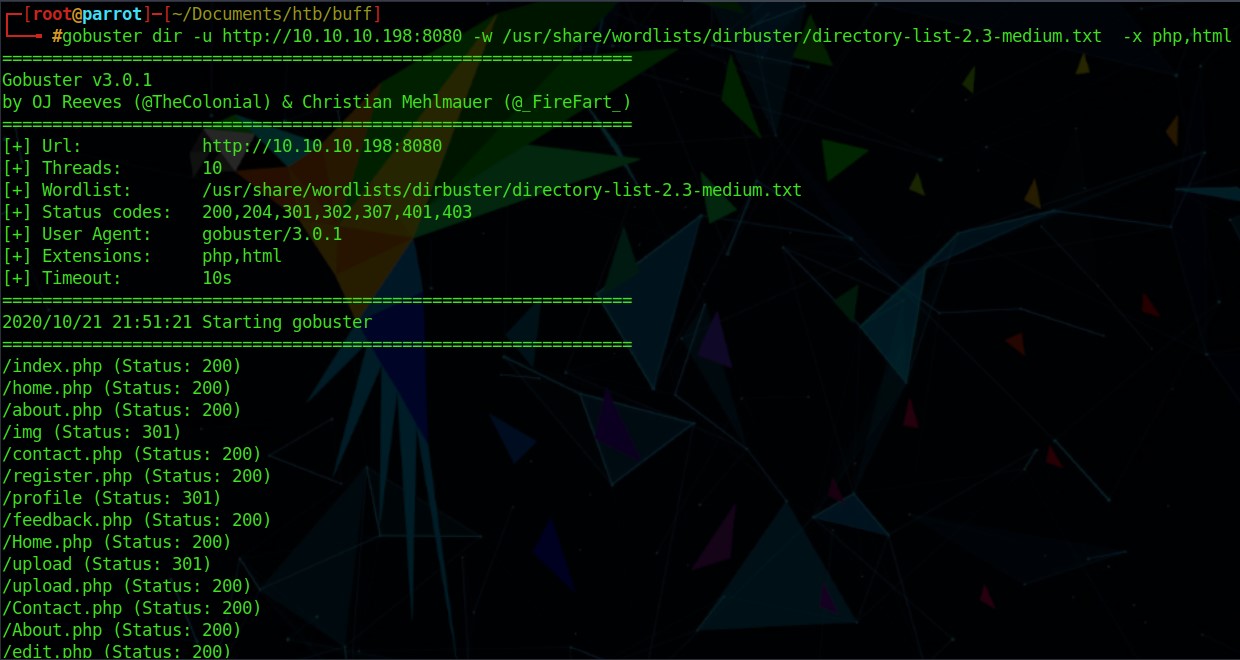 ┌─[root@parrot]─[~/Documents/htb/buff]
└──╼ #gobuster dir -u http://10.10.10.198:8080 -w /usr/share/wordlists/dirbuster/directory-list-2.3-medium.txt  -x php,html
===============================================================
Gobuster v3.0.1
by OJ Reeves (@TheColonial) & Christian Mehlmauer (@_FireFart_)
===============================================================
[+] Url:            http://10.10.10.198:8080
[+] Threads:        10
[+] Wordlist:       /usr/share/wordlists/dirbuster/directory-list-2.3-medium.txt
[+] Status codes:   200,204,301,302,307,401,403
[+] User Agent:     gobuster/3.0.1
[+] Extensions:     php,html
[+] Timeout:        10s
===============================================================
2020/10/21 21:51:21 Starting gobuster
===============================================================
/index.php (Status: 200)
/home.php (Status: 200)
/about.php (Status: 200)
/img (Status: 301)
/contact.php (Status: 200)
/register.php (Status: 200)
/profile (Status: 301)
/feedback.php (Status: 200)
/Home.php (Status: 200)
/upload (Status: 301)
/upload.php (Status: 200)
/Contact.php (Status: 200)
/About.php (Status: 200)
/edit.php (Status: 200)